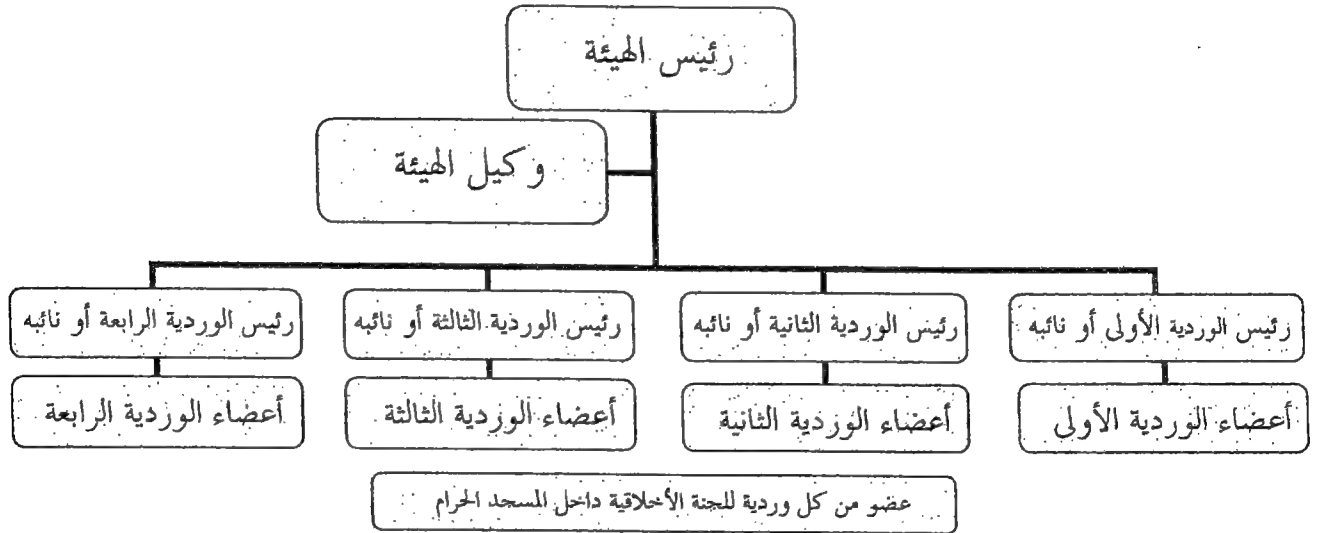 رئيس الهيئة
وكيل الهيئة
رئيس الوردية الأولى أو نائبه
رئيس الوردية الثانية أو نائبه
رئيس الوردية الثالثة أو نائبه
رئيس الوردية الرابعة أو نائبه
أعضاء الوردية الأولى
أعضاء الوردية الثانية
أعضاء الوردية الثالثة
أعضاء الوردية الرابعة
عضو من كل وردية للجنة الأخلاقية داخل المسجد الحرام